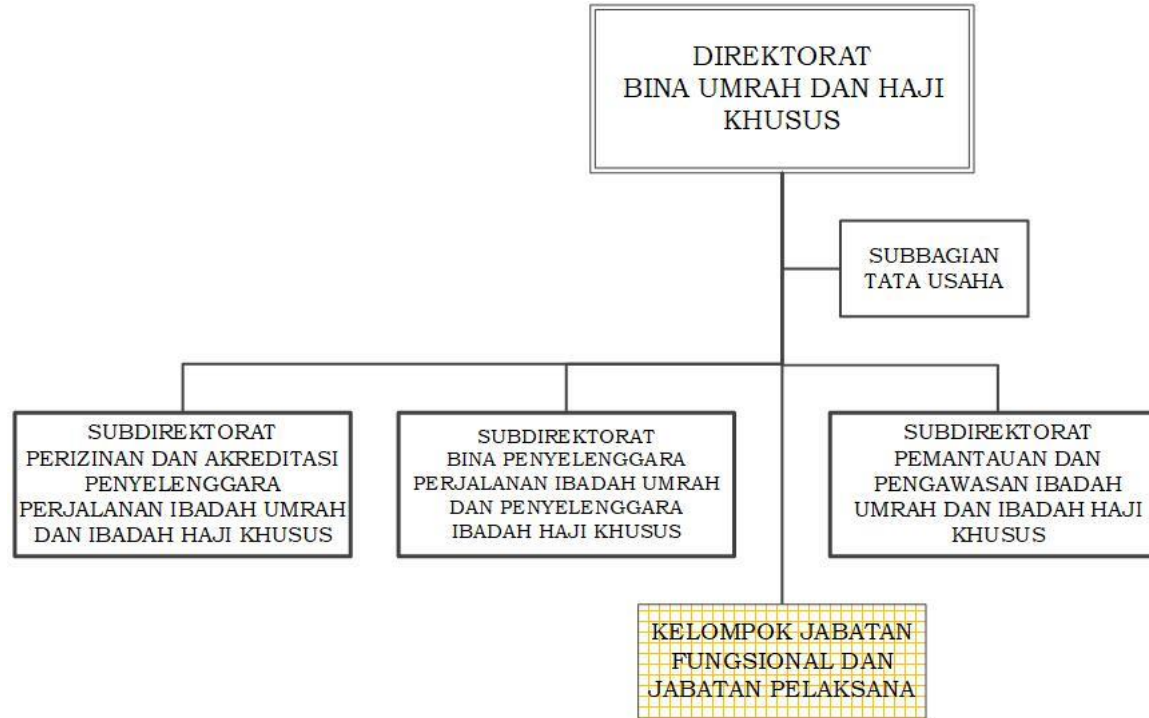 DIREKTORAT
BINA UMRAH DAN HAJI
KHUSUS
SUBBAGIAN
TATA USAHA
SUBDIREKTORAT
PERIZINAN DAN AKREDITASI
PENYELENGGARA
PERJALANAN IBADAH UMRAH
DAN IBADAH HAJI KHUSUS
SUBDIREKTORAT
BINA PENYELENGGARA
PERJALANAN IBADAH UMRAH
DAN PENYELENGGARA
IBADAH HAJI KHUSUS
SUBDIREKTORAT
PEMANTAUAN DAN
PENGAWASAN IBADAH
UMRAH DAN IBADAH HAJI
KHUSUS
KELOMPOK JABATAN
FUNGSIONAL DAN
JABATAN PELAKSANA